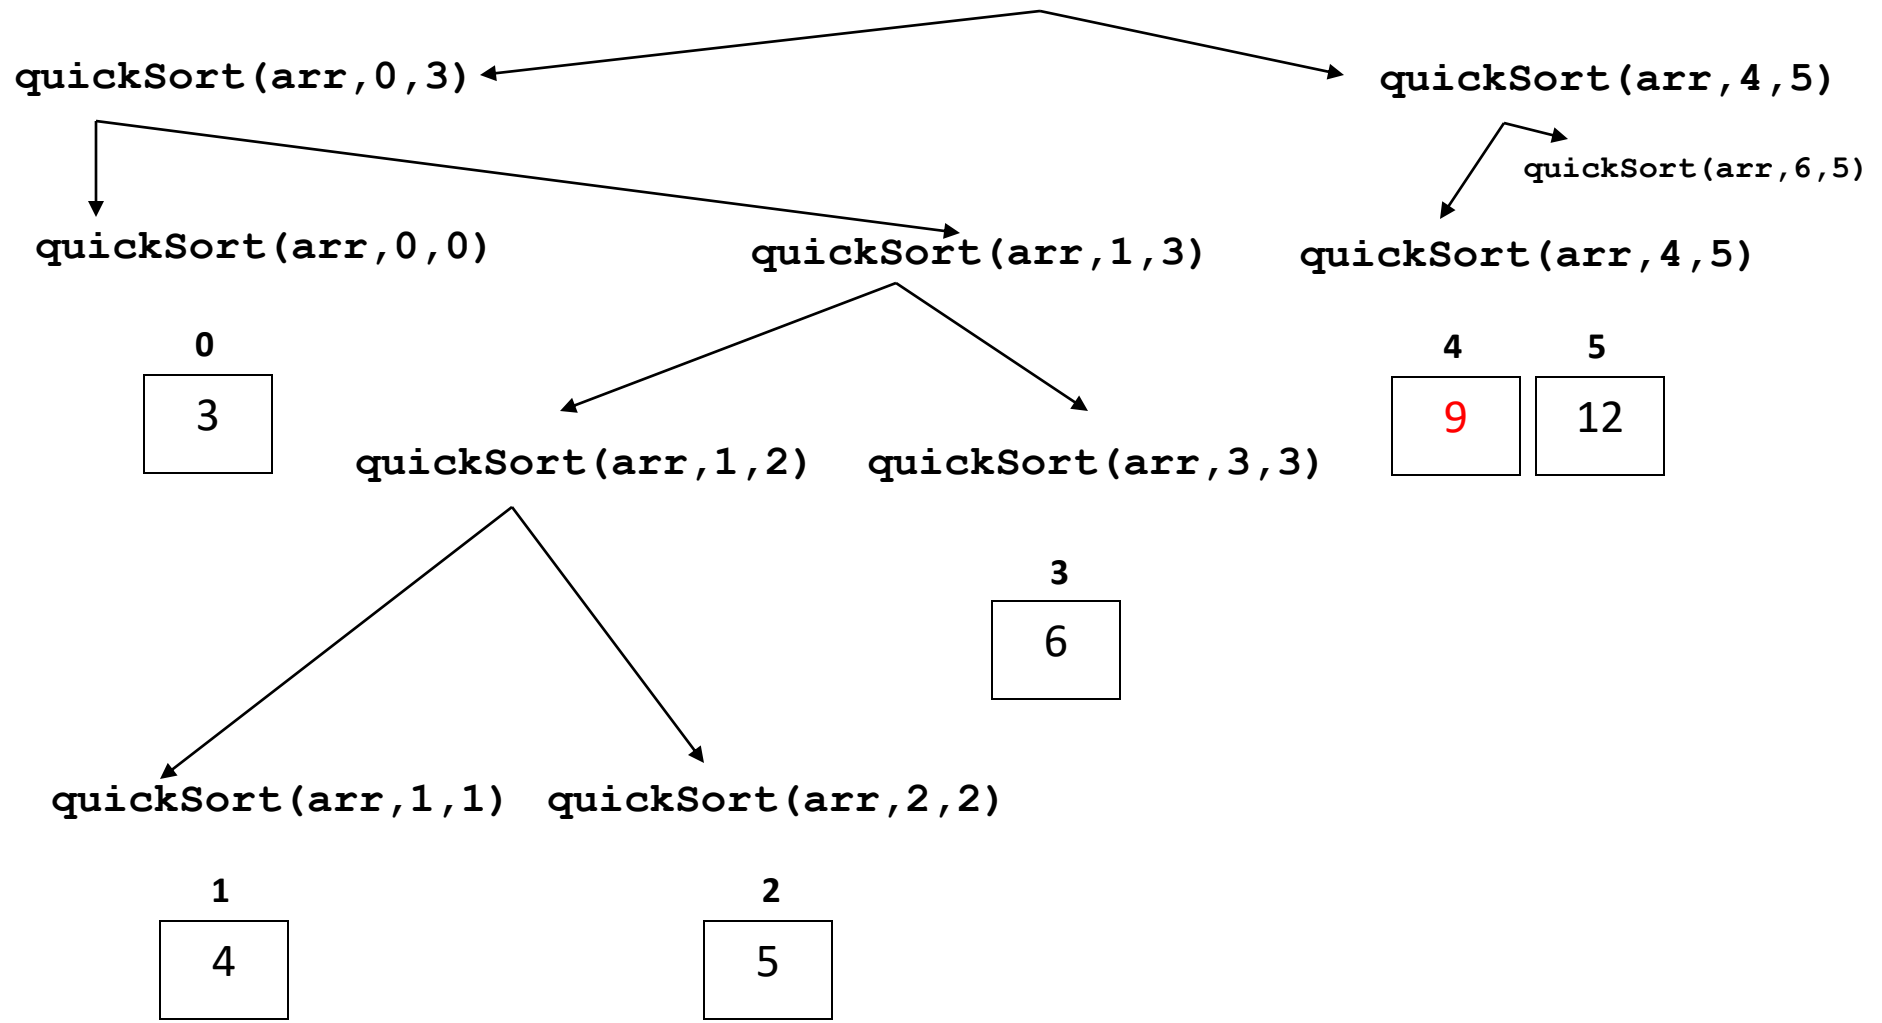 quickSort(arr,0,3) quickSort(arr,4,5)
quickSort(arr,6,5)
quickSort(arr,0,0) quickSort(arr,1,3) quickSort(arr,4,5)
0 4 5
3 9 12
quickSort(arr,1,2) quickSort(arr,3,3)
3
6
quickSort(arr,1,1) quickSort(arr,2,2)
1 2
4 5